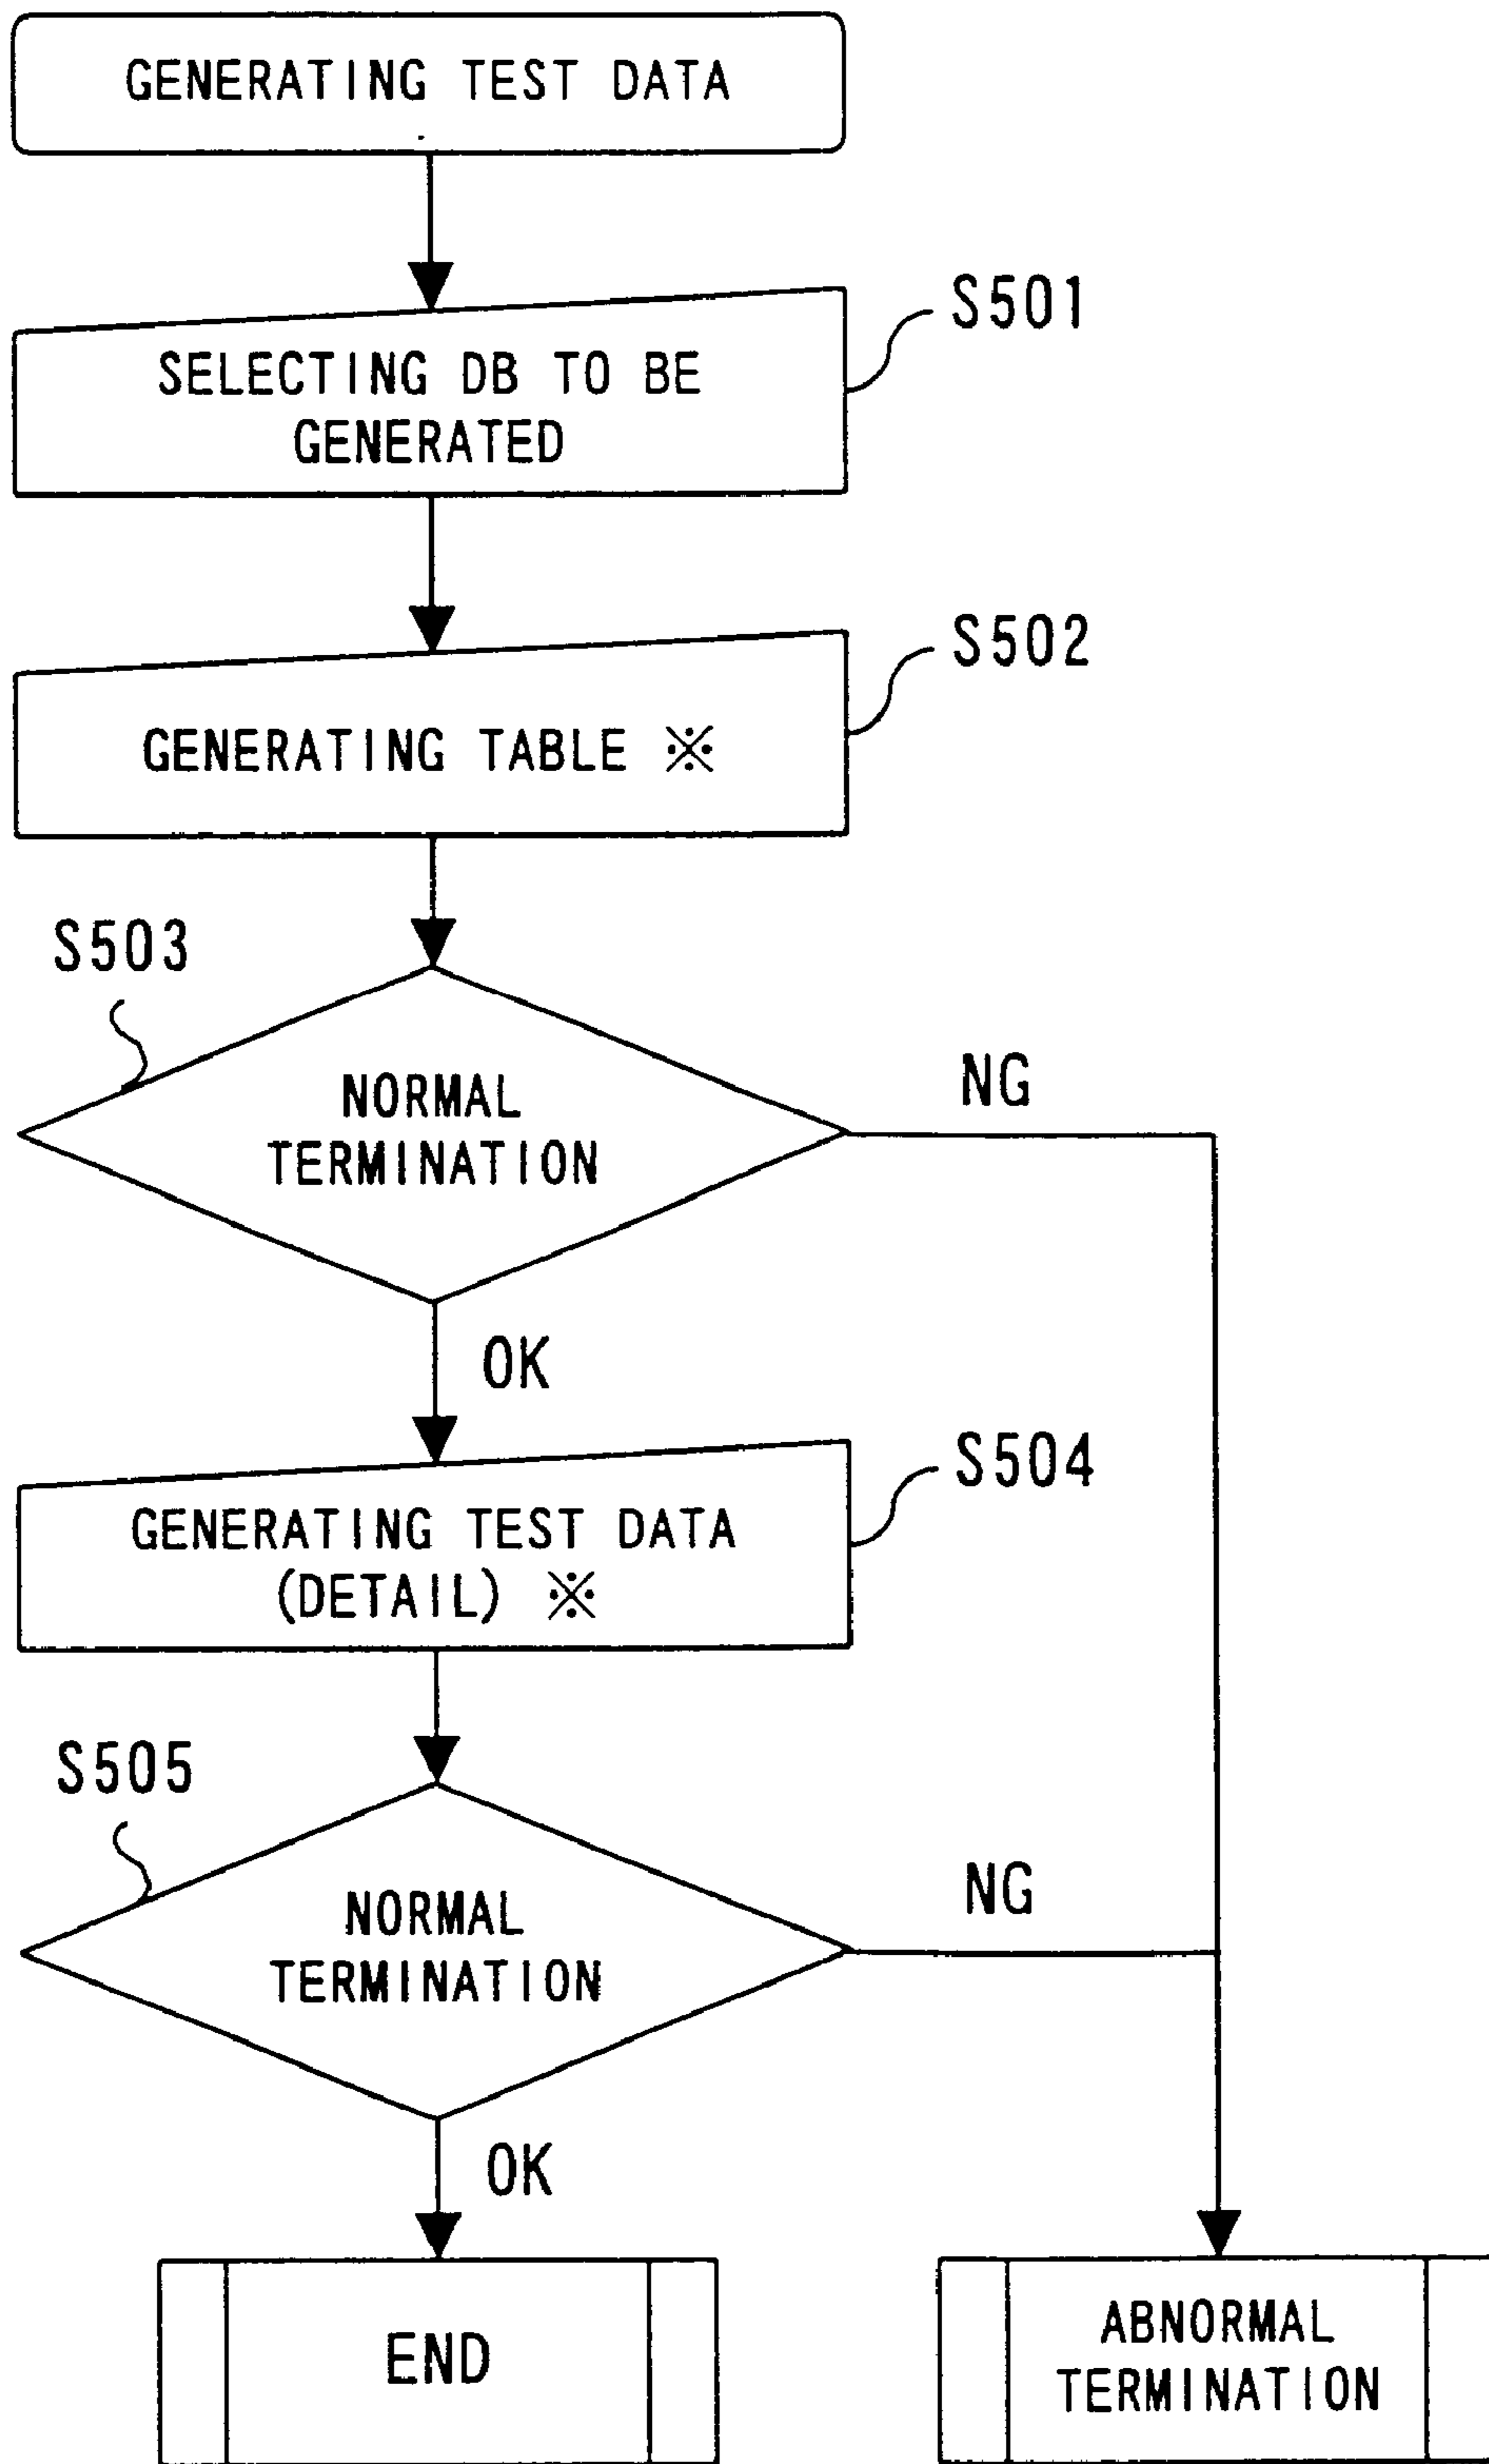 GENERATING TEST DATA
S501
SELECTING DB TO BE
GENERATED
S502
GENERATING TABLE ※
S503
NORMAL
TERMINATION
NG
OK
S504
GENERATING TEST DATA
(DETAIL) ※
S505
NORMAL
TERMINATION
NG
OK
END
ABNORMAL
TERMINATION